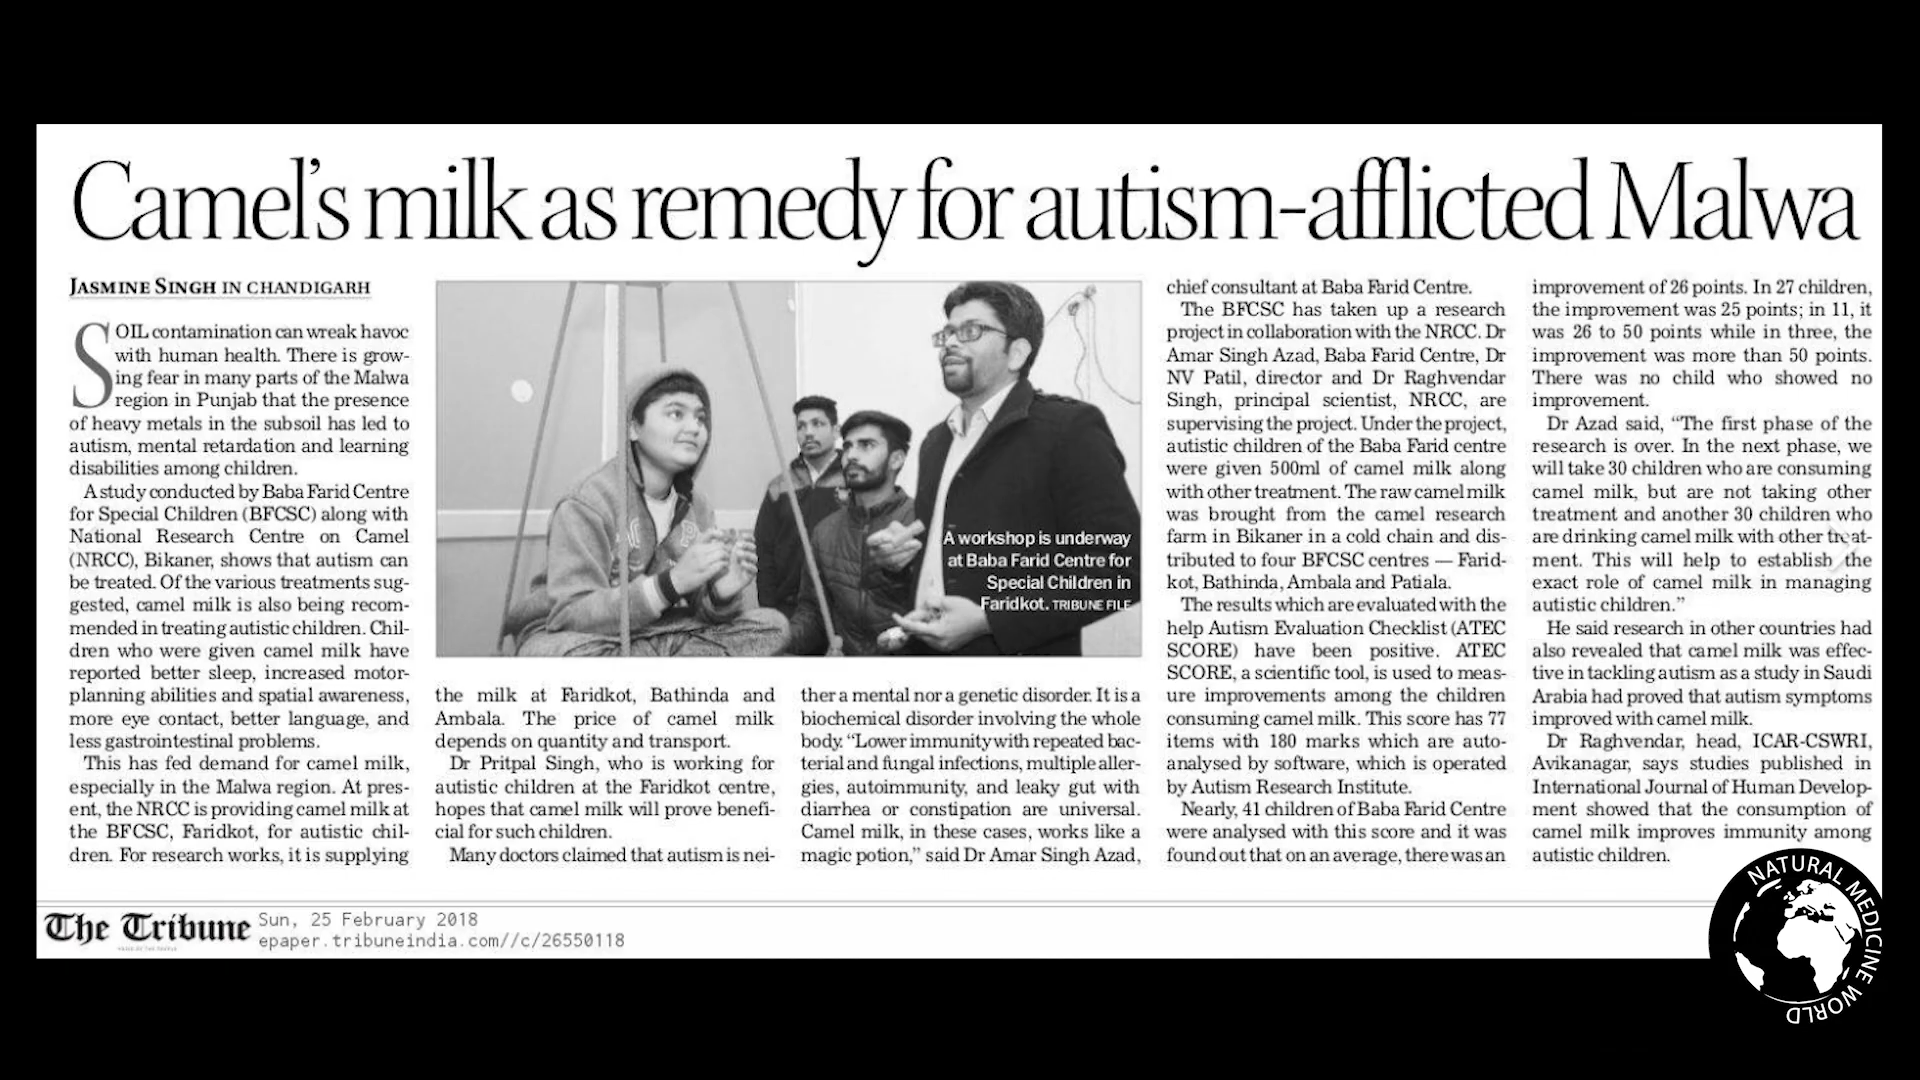 Camel's milk as remedy for autism-afflicted Malwa
JASMINE SINGH IN CHANDIGARH
SOIL contamination can wreak havoc
with human health. There is grow-
ing fear in many parts of the Malwa
region in Punjab that the presence
of heavy metals in the subsoil has led to
autism, mental retardation and learning
disabilities among children.
A study conducted by Baba Farid Centre
for Special Children (BFCSC) along with
National Research Centre on Camel
(NRCC), Bikaner, shows that autism can
be treated. Of the various treatments sug-
gested, camel milk is also being recom-
mended in treating autistic children. Chil-
dren who were given camel milk have
reported better sleep, increased motor-
planning abilities and spatial awareness,
more eye contact, better language, and
less gastrointestinal problems.
This has fed demand for camel milk,
especially in the Malwa region. At pres-
ent, the NRCC is providing camel milk at
the BFCSC, Faridkot, for autistic chil-
dren. For research works, it is supplying
A workshop is underway
at Baba Farid Centre for
Special Children in
Faridkot. TRIBUNE FILE
the milk at Faridkot, Bathinda and
Ambala. The price of camel milk
depends on quantity and transport.
Dr Pritpal Singh, who is working for
autistic children at the Faridkot centre,
hopes that camel milk will prove benefi-
cial for such children.
Many doctors claimed that autism is nei-
ther a mental nor a genetic disorder. It is a
biochemical disorder involving the whole
body. “Lower immunity with repeated bac-
terial and fungal infections, multiple aller-
gies, autoimmunity, and leaky gut with
diarrhea or constipation are universal.
Camel milk, in these cases, works like a
magic potion,” said Dr Amar Singh Azad,
chief consultant at Baba Farid Centre.
The BFCSC has taken up a research
project in collaboration with the NRCC. Dr
Amar Singh Azad, Baba Farid Centre, Dr
NV Patil, director and Dr Raghvendar
Singh, principal scientist, NRCC, are
supervising the project. Under the project,
autistic children of the Baba Farid centre
were given 500ml of camel milk along
with other treatment. The raw camel milk
was brought from the camel research
farm in Bikaner in a cold chain and dis-
tributed to four BFCSC centres — Farid-
kot, Bathinda, Ambala and Patiala.
The results which are evaluated with the
help Autism Evaluation Checklist (ATEC
SCORE) have been positive. ATEC
SCORE, a scientific tool, is used to meas-
ure improvements among the children
consuming camel milk. This score has 77
items with 180 marks which are auto-
analysed by software, which is operated
by Autism Research Institute.
Nearly, 41 children of Baba Farid Centre
were analysed with this score and it was
found out that on an average, there was an
improvement of 26 points. In 27 children,
the improvement was 25 points; in 11, it
was 26 to 50 points while in three, the
improvement was more than 50 points.
There was no child who showed no
improvement.
Dr Azad said, “The first phase of the
research is over. In the next phase, we
will take 30 children who are consuming
camel milk, but are not taking other
treatment and another 30 children who
are drinking camel milk with other treat-
ment. This will help to establish the
exact role of camel milk in managing
autistic children.”
He said research in other countries had
also revealed that camel milk was effec-
tive in tackling autism as a study in Saudi
Arabia had proved that autism symptoms
improved with camel milk.
Dr Raghvendar, head, ICAR-CSWRI,
Avikanagar, says studies published in
International Journal of Human Develop-
ment showed that the consumption of
camel milk improves immunity among
autistic children.
The Tribune
Sun, 25 February 2018
epaper.tribuneindia.com//c/26550118
NATURAL MEDICINE WORLD